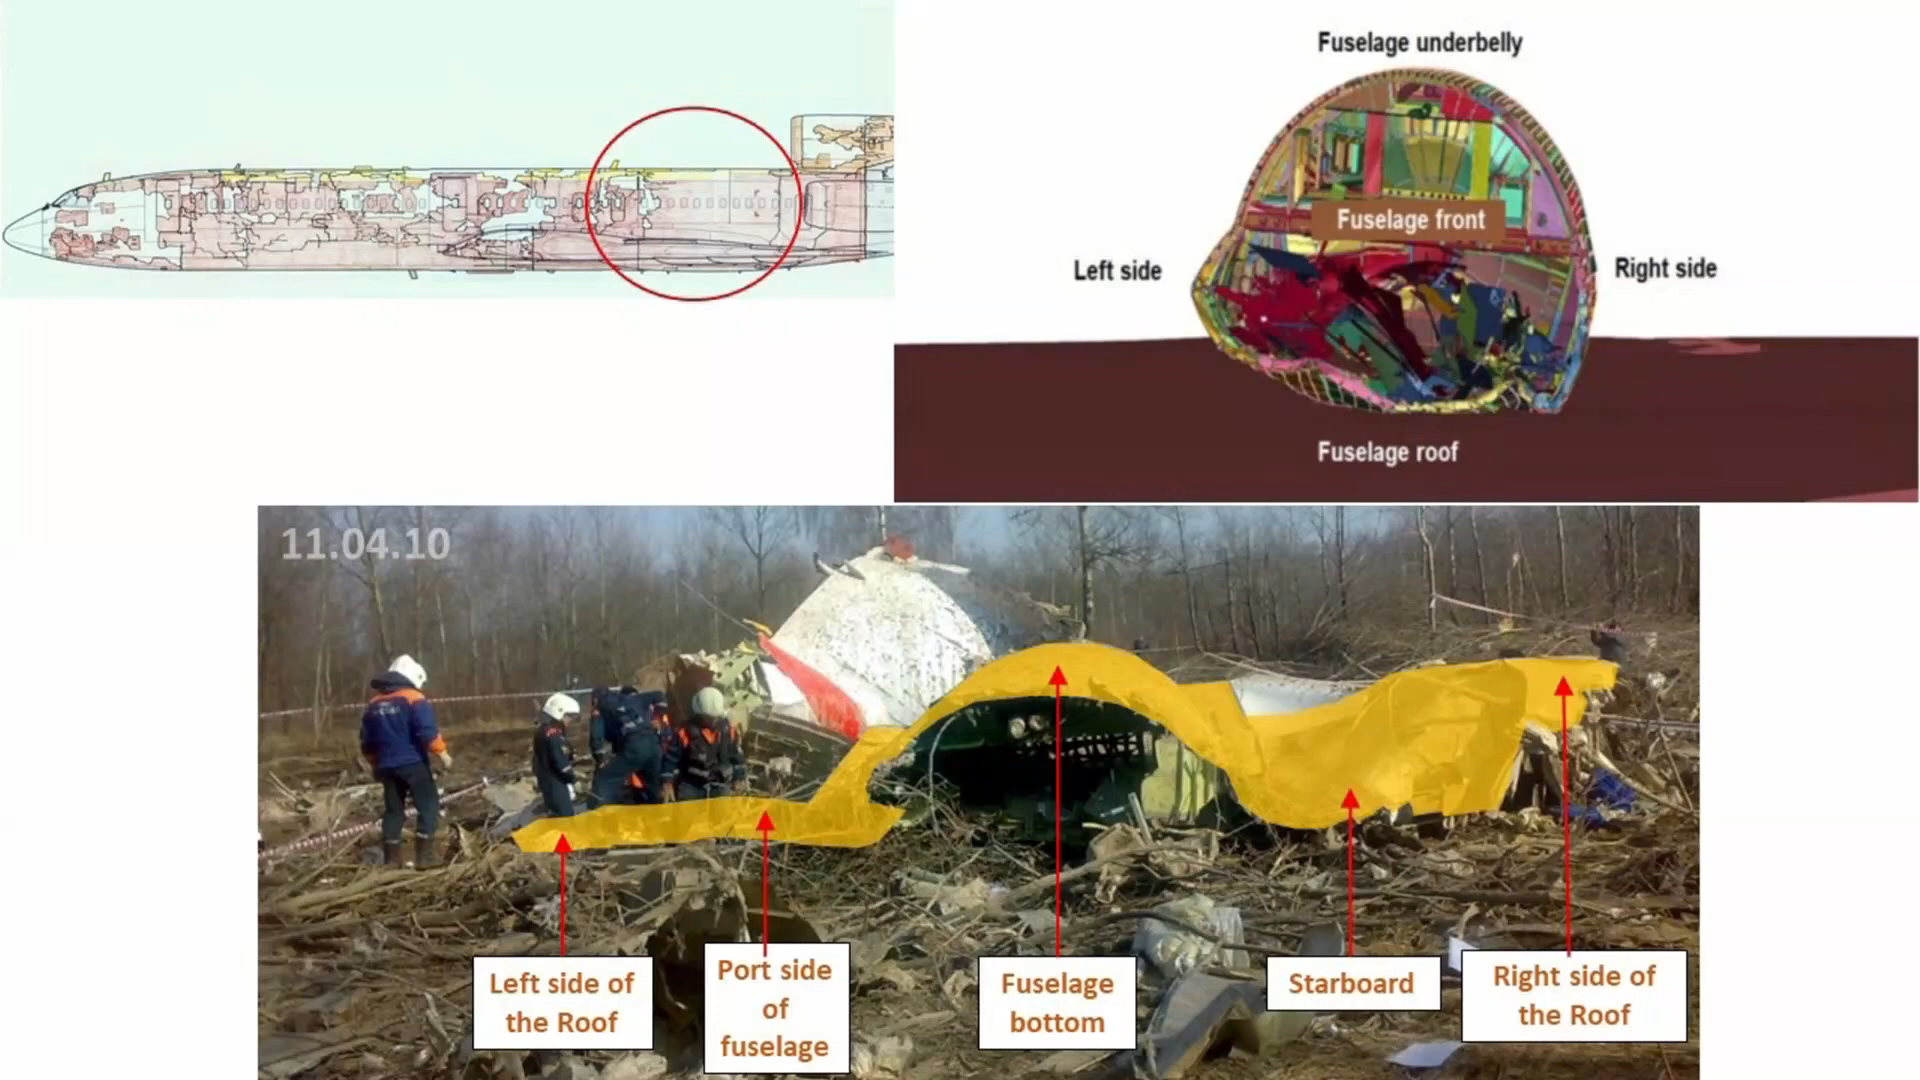 Fuselage underbelly
Fuselage front
Left side
Right side
Fuselage roof
11.04.10
Left side of
the Roof
Port side
of
fuselage
Fuselage
bottom
Starboard
Right side of
the Roof